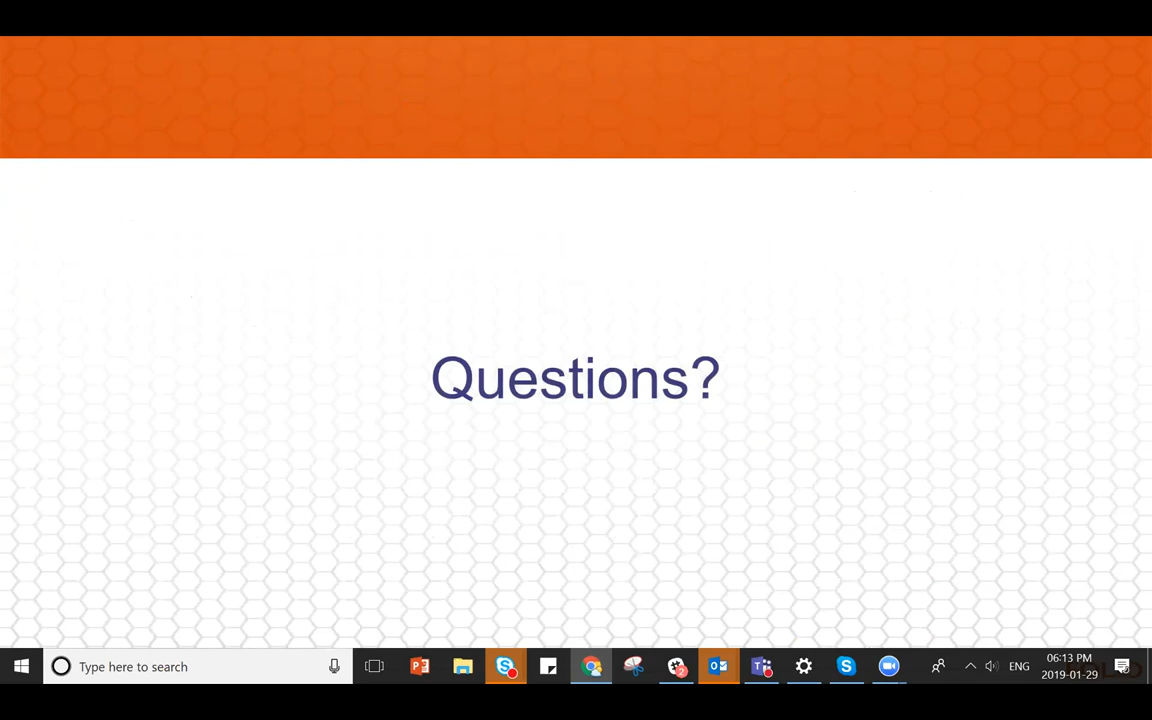 Questions?
Type here to search
ENG
06:13 PM
2019-01-29